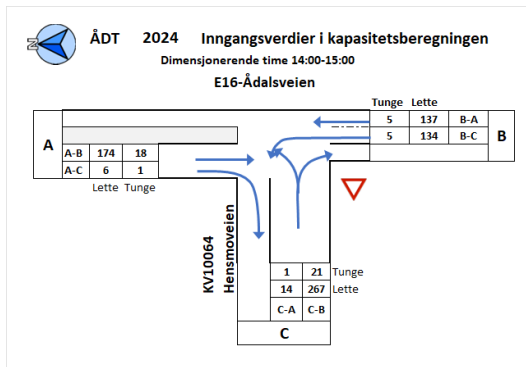 N
ÅDT 2024 Inngangsverdier i kapasitetsberegningen
Dimensjonerende time 14:00-15:00
E16-Ådalsveien
Tunge Lette
5 137 B-A
5 134 B-C
B
A
A-B 174 18
A-C 6 1
Lette Tunge
KV10064
Hensmoveien
1 21 Tunge
14 267 Lette
C-A C-B
C